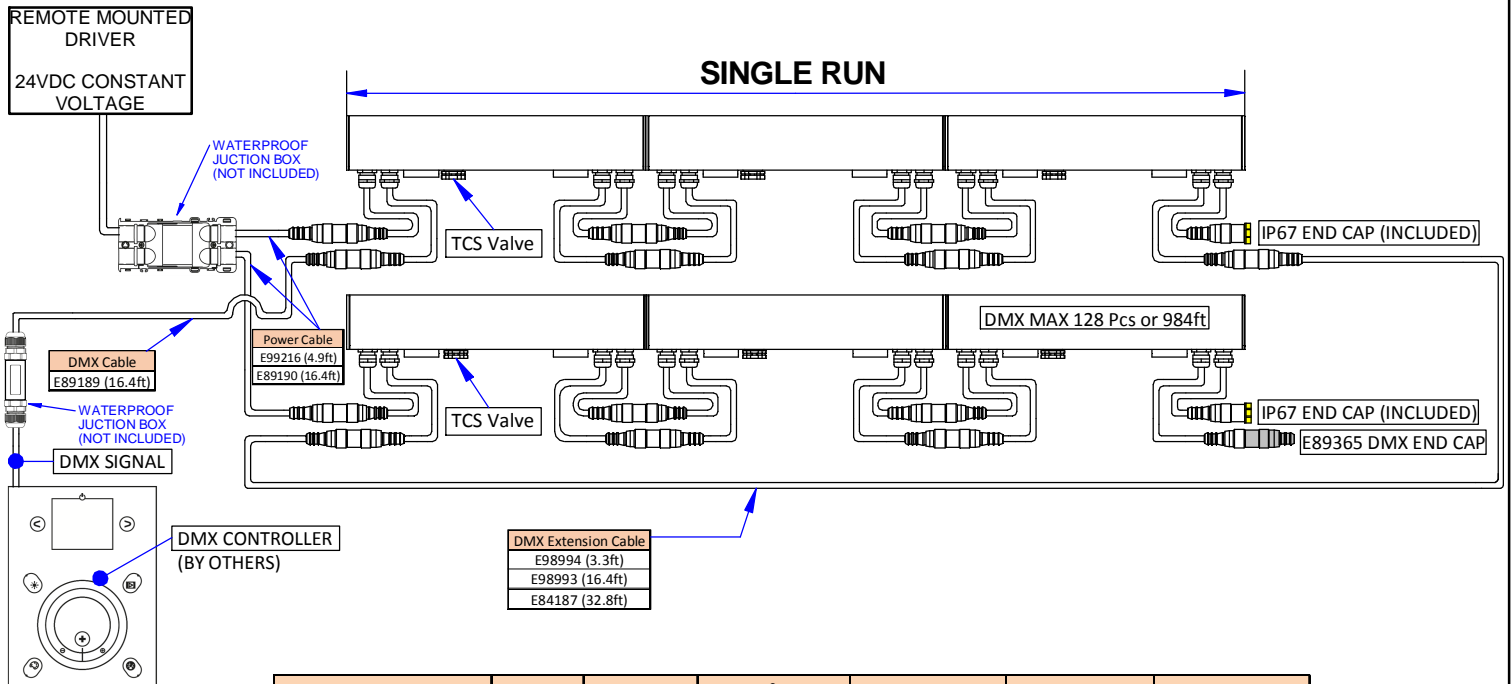 REMOTE MOUNTED
DRIVER
24VDC CONSTANT
VOLTAGE
SINGLE RUN
WATERPROOF
JUCTION BOX
(NOT INCLUDED)
TCS Valve
IP67 END CAP (INCLUDED)
DMX MAX 128 Pcs or 984ft
Power Cable
E99216 (4.9ft)
E89190 (16.4ft)
DMX Cable
E89189 (16.4ft)
TCS Valve
IP67 END CAP (INCLUDED)
E89365 DMX END CAP
WATERPROOF
JUCTION BOX
(NOT INCLUDED)
DMX SIGNAL
DMX CONTROLLER
(BY OTHERS)
DMX Extension Cable
E98994 (3.3ft)
E98993 (16.4ft)
E84187 (32.8ft)